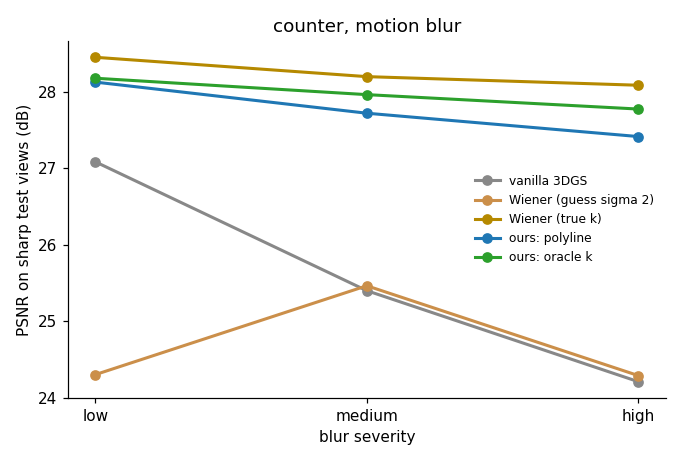 counter, motion blur
PSNR on sharp test views (dB)
28
27
26
25
24
vanilla 3DGS
Wiener (guess sigma 2)
Wiener (true k)
ours: polyline
ours: oracle k
low
medium
high
blur severity